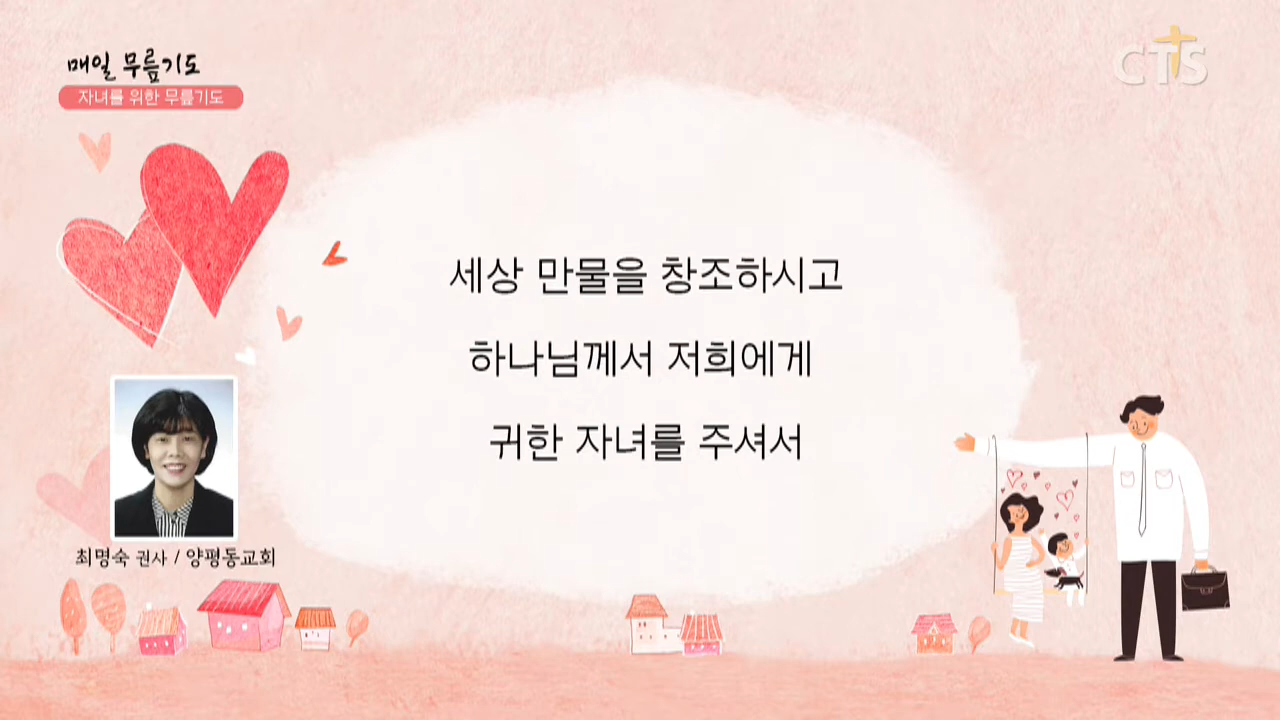 매일 무릎기도
자녀를 위한 무릎기도
CTS
세상 만물을 창조하시고
하나님께서 저희에게
귀한 자녀를 주셔서
최명숙 권사 / 양평동교회